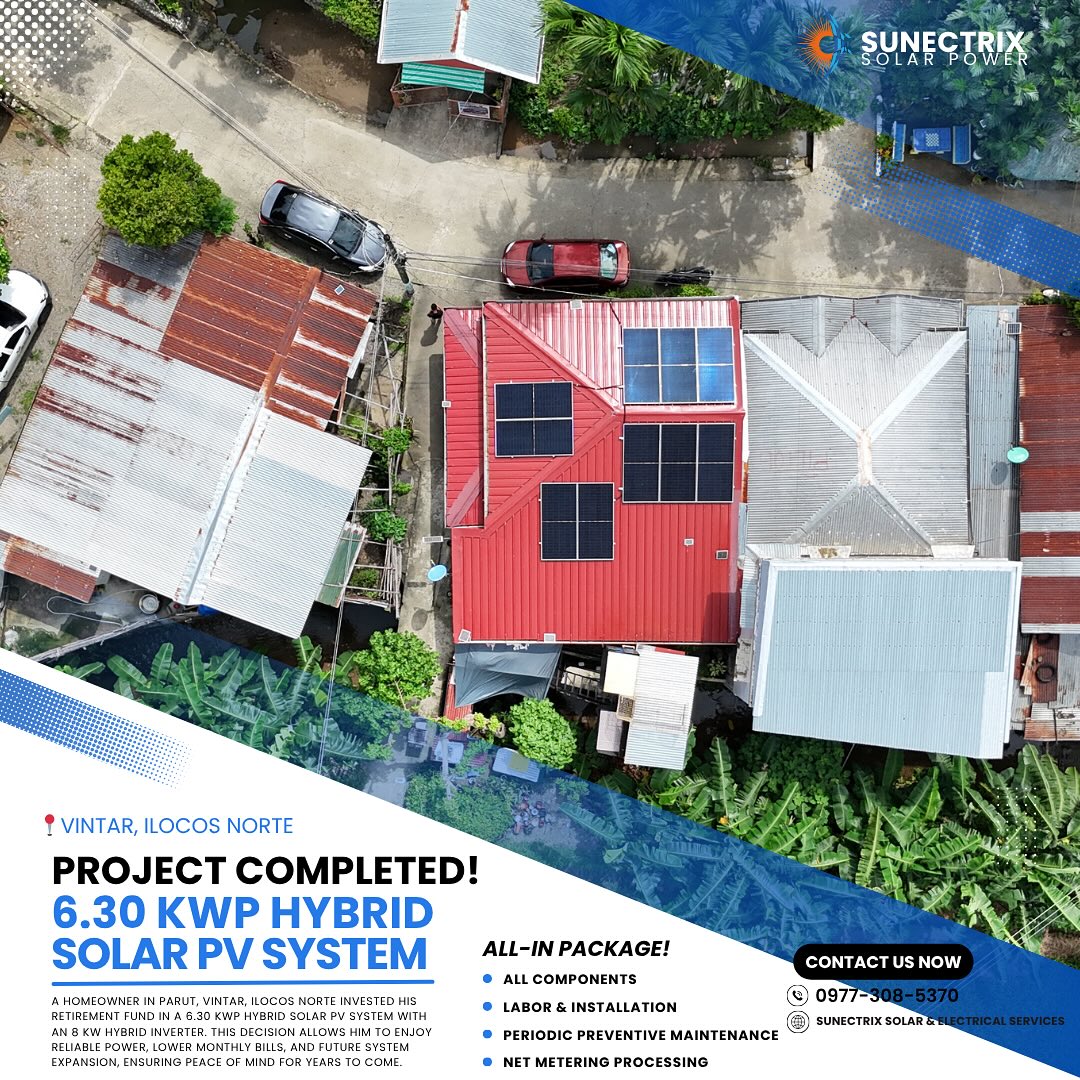 SUNECTRIX
SOLAR POWER
VINTAR, ILOCOS NORTE
PROJECT COMPLETED!
6.30 KWP HYBRID
SOLAR PV SYSTEM
A HOMEOWNER IN PARUT, VINTAR, ILOCOS NORTE INVESTED HIS
RETIREMENT FUND IN A 6.30 KWP HYBRID SOLAR PV SYSTEM WITH
AN 8 KW HYBRID INVERTER. THIS DECISION ALLOWS HIM TO ENJOY
RELIABLE POWER, LOWER MONTHLY BILLS, AND FUTURE SYSTEM
EXPANSION, ENSURING PEACE OF MIND FOR YEARS TO COME.
ALL-IN PACKAGE!
ALL COMPONENTS
LABOR & INSTALLATION
PERIODIC PREVENTIVE MAINTENANCE
NET METERING PROCESSING
CONTACT US NOW
0977-308-5370
SUNECTRIX SOLAR & ELECTRICAL SERVICES